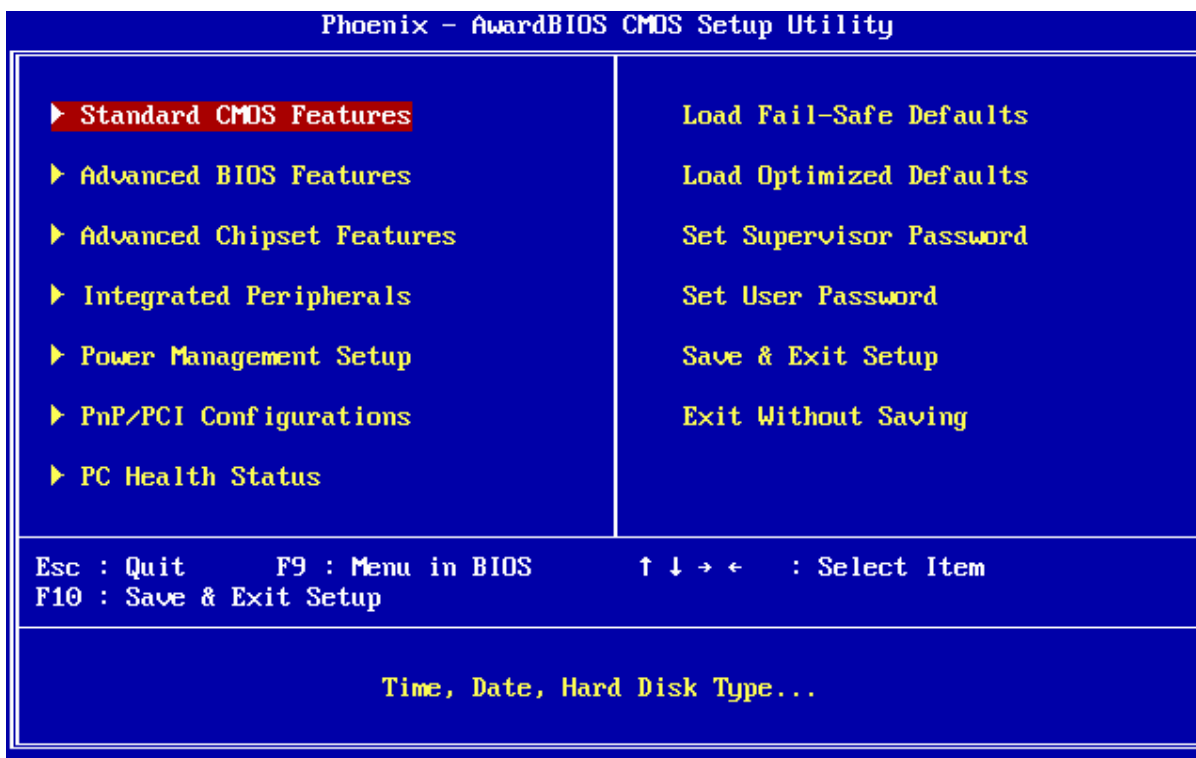 Phoenix - AwardBIOS CMOS Setup Utility
▶ Standard CMOS Features
▶ Advanced BIOS Features
▶ Advanced Chipset Features
▶ Integrated Peripherals
▶ Power Management Setup
▶ PnP/PCI Configurations
▶ PC Health Status
Load Fail-Safe Defaults
Load Optimized Defaults
Set Supervisor Password
Set User Password
Save & Exit Setup
Exit Without Saving
Esc : Quit F9 : Menu in BIOS ↑ ↓ → ← : Select Item
F10 : Save & Exit Setup
Time, Date, Hard Disk Type...